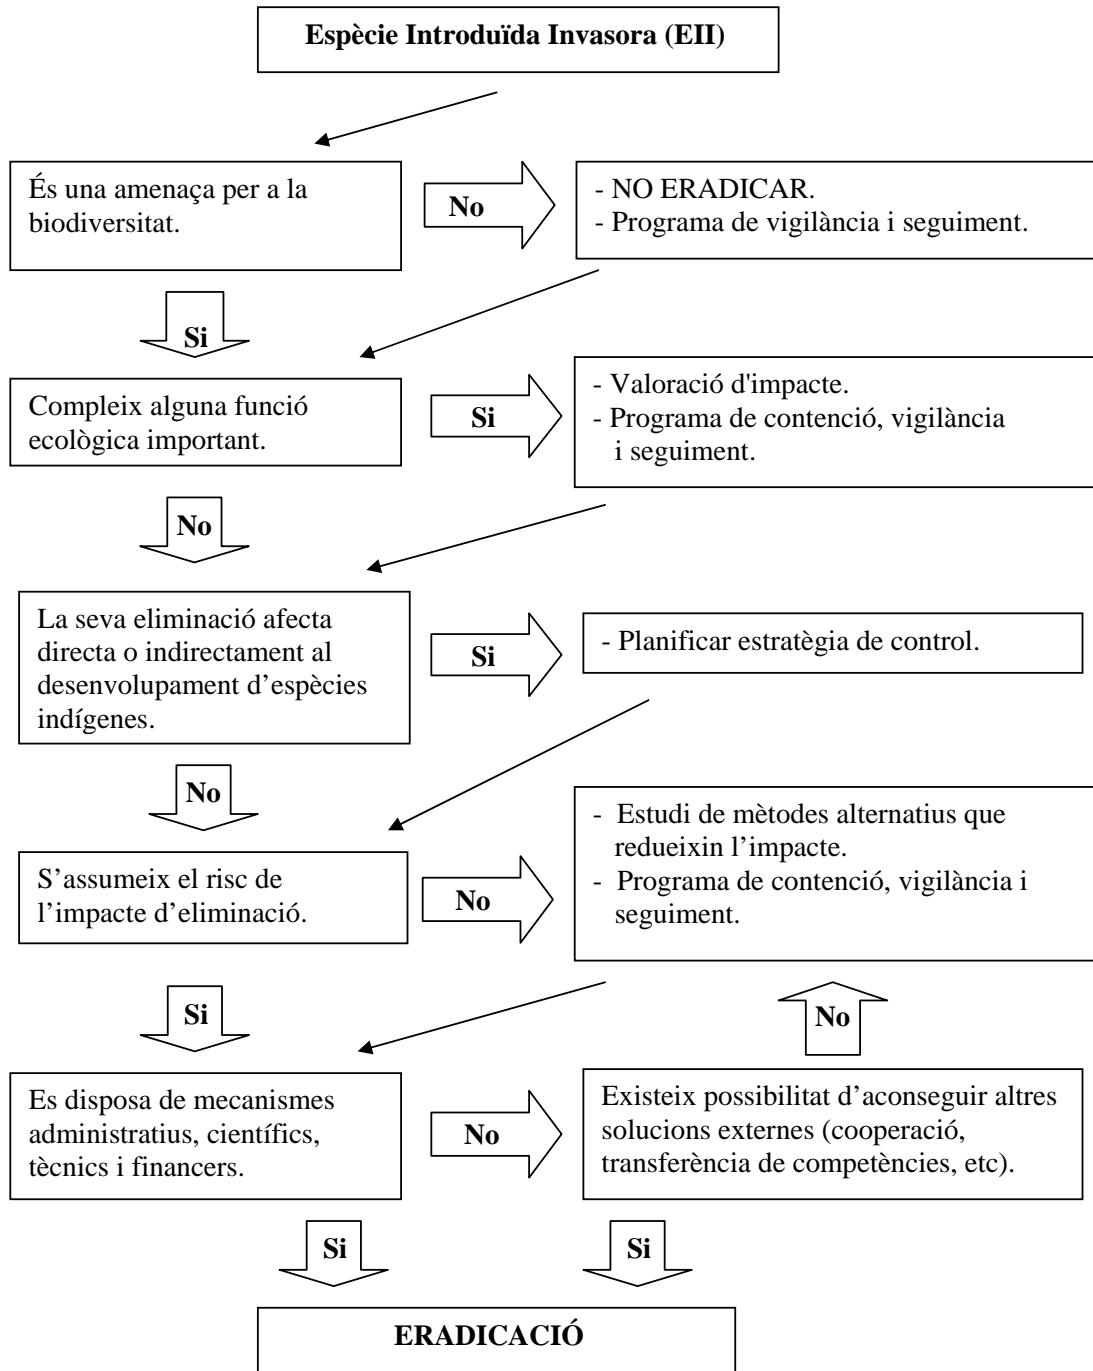 Espècie Introduïda Invasora (EII)
És una amenaça per a la
biodiversitat.
No
- NO ERADICAR.
- Programa de vigilància i seguiment.
Si
Compleix alguna funció
ecològica important.
Si
- Valoració d'impacte.
- Programa de contenció, vigilància
i seguiment.
No
La seva eliminació afecta
directa o indirectament al
desenvolupament d’espècies
indígenes.
Si
- Planificar estratègia de control.
No
S’assumeix el risc de
l’impacte d’eliminació.
No
- Estudi de mètodes alternatius que
redueixin l’impacte.
- Programa de contenció, vigilància i
seguiment.
Si
No
Es disposa de mecanismes
administratius, científics,
tècnics i financers.
No
Existeix possibilitat d’aconseguir altres
solucions externes (cooperació,
transferència de competències, etc).
Si
Si
ERADICACIÓ